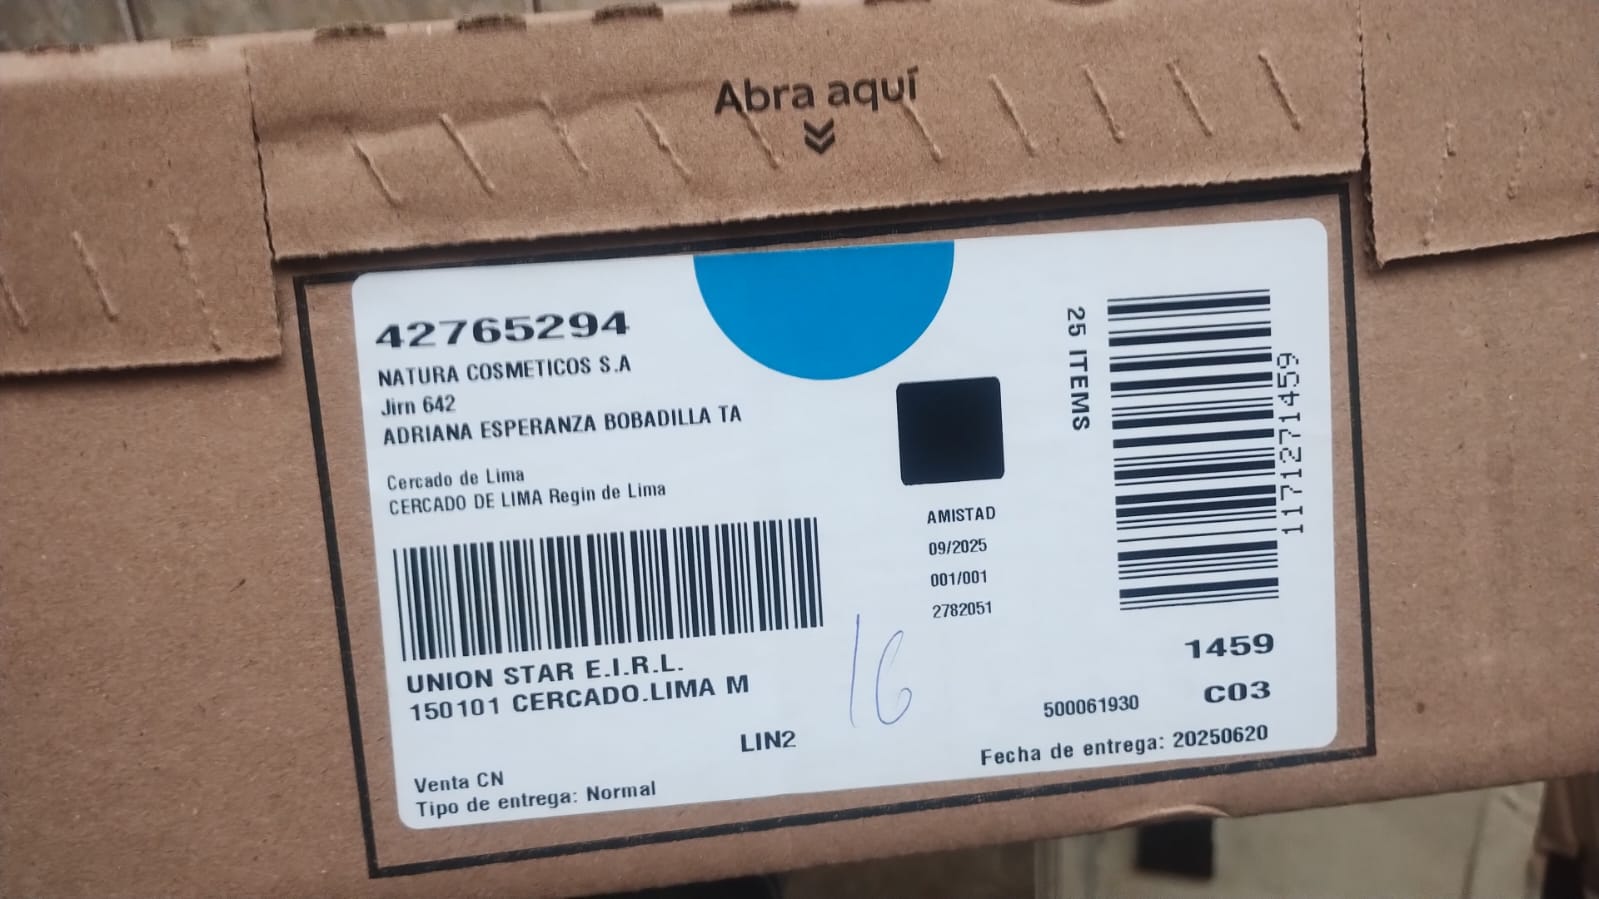 Abra aquí
42765294
NATURA COSMETICOS S.A
Jirn 642
ADRIANA ESPERANZA BOBADILLA TA
Cercado de Lima
CERCADO DE LIMA Regin de Lima
UNION STAR E.I.R.L.
150101 CERCADO.LIMA M
LIN2
Venta CN
Tipo de entrega: Normal
AMISTAD
09/2025
001/001
2782051
16
25 ITEMS
1171271459
1459
C03
500061930
Fecha de entrega: 20250620